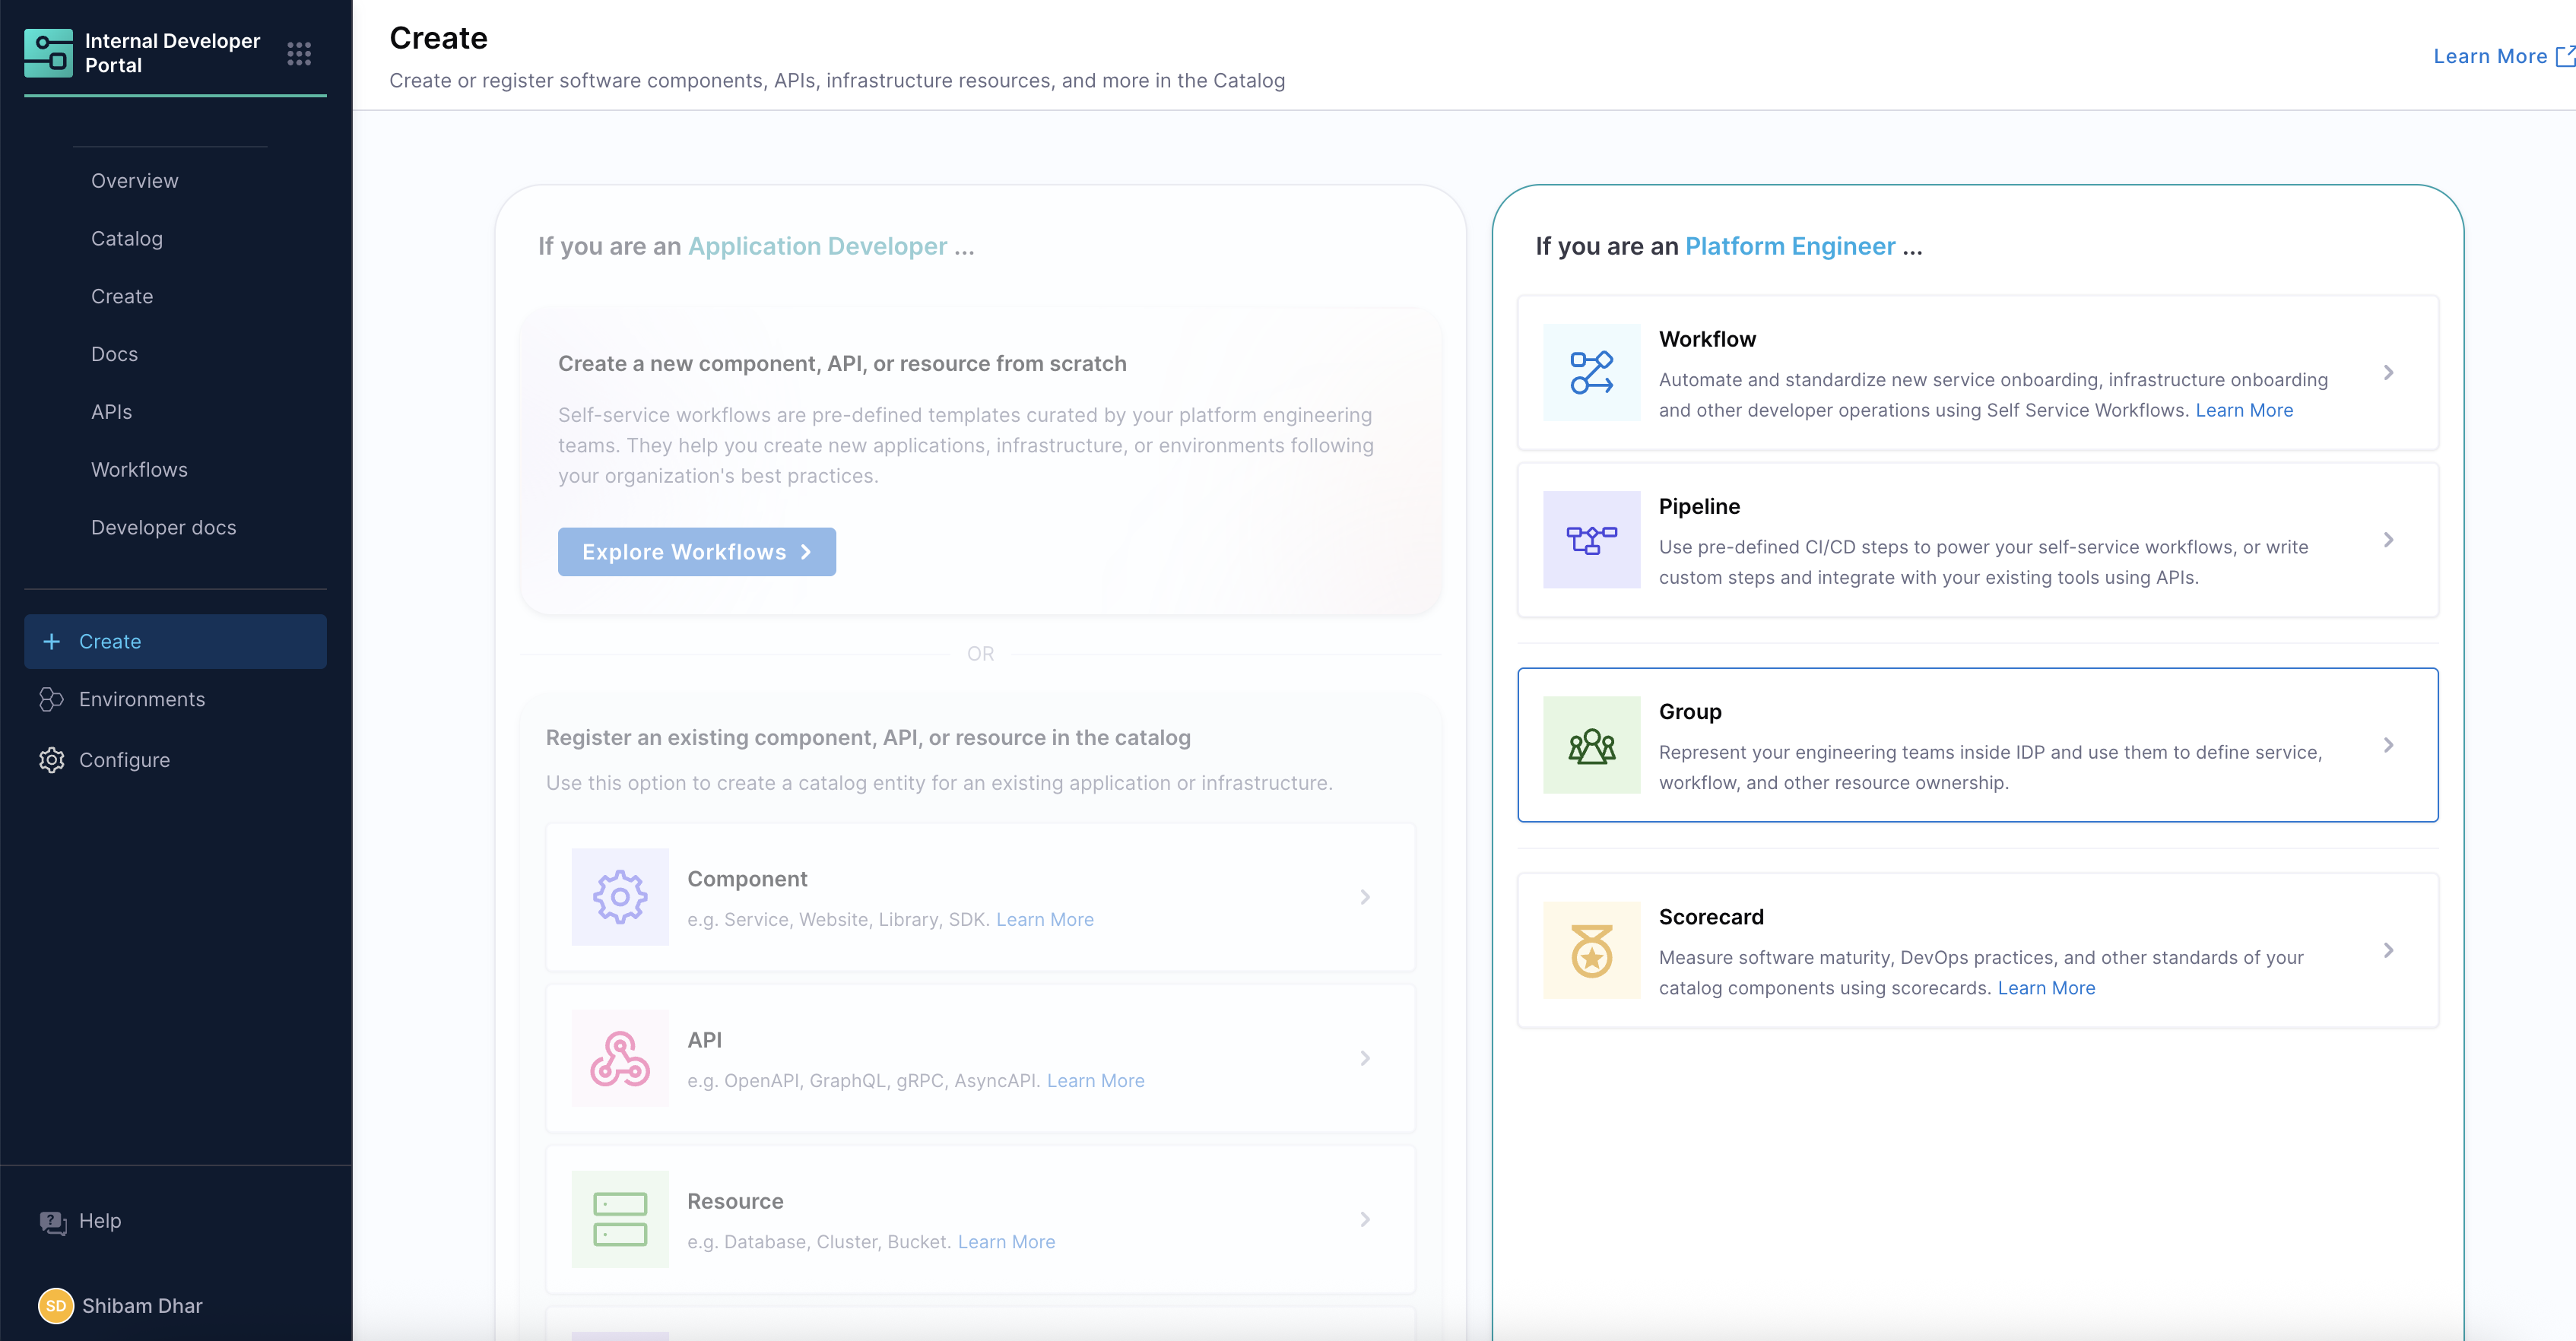 Internal Developer
Portal
Overview
Catalog
Create
Docs
APIs
Workflows
Developer docs
Create
Environments
Configure
Help
SD
Shibam Dhar
Create
Create or register software components, APIs, infrastructure resources, and more in the Catalog
Learn More
If you are an Application Developer ...
Create a new component, API, or resource from scratch
Self-service workflows are pre-defined templates curated by your platform engineering
teams. They help you create new applications, infrastructure, or environments following
your organization's best practices.
Explore Workflows
OR
Register an existing component, API, or resource in the catalog
Use this option to create a catalog entity for an existing application or infrastructure.
Component
e.g. Service, Website, Library, SDK. Learn More
API
e.g. OpenAPI, GraphQL, gRPC, AsyncAPI. Learn More
Resource
e.g. Database, Cluster, Bucket. Learn More
If you are an Platform Engineer ...
Workflow
Automate and standardize new service onboarding, infrastructure onboarding
and other developer operations using Self Service Workflows. Learn More
Pipeline
Use pre-defined CI/CD steps to power your self-service workflows, or write
custom steps and integrate with your existing tools using APIs.
Group
Represent your engineering teams inside IDP and use them to define service,
workflow, and other resource ownership.
Scorecard
Measure software maturity, DevOps practices, and other standards of your
catalog components using scorecards. Learn More